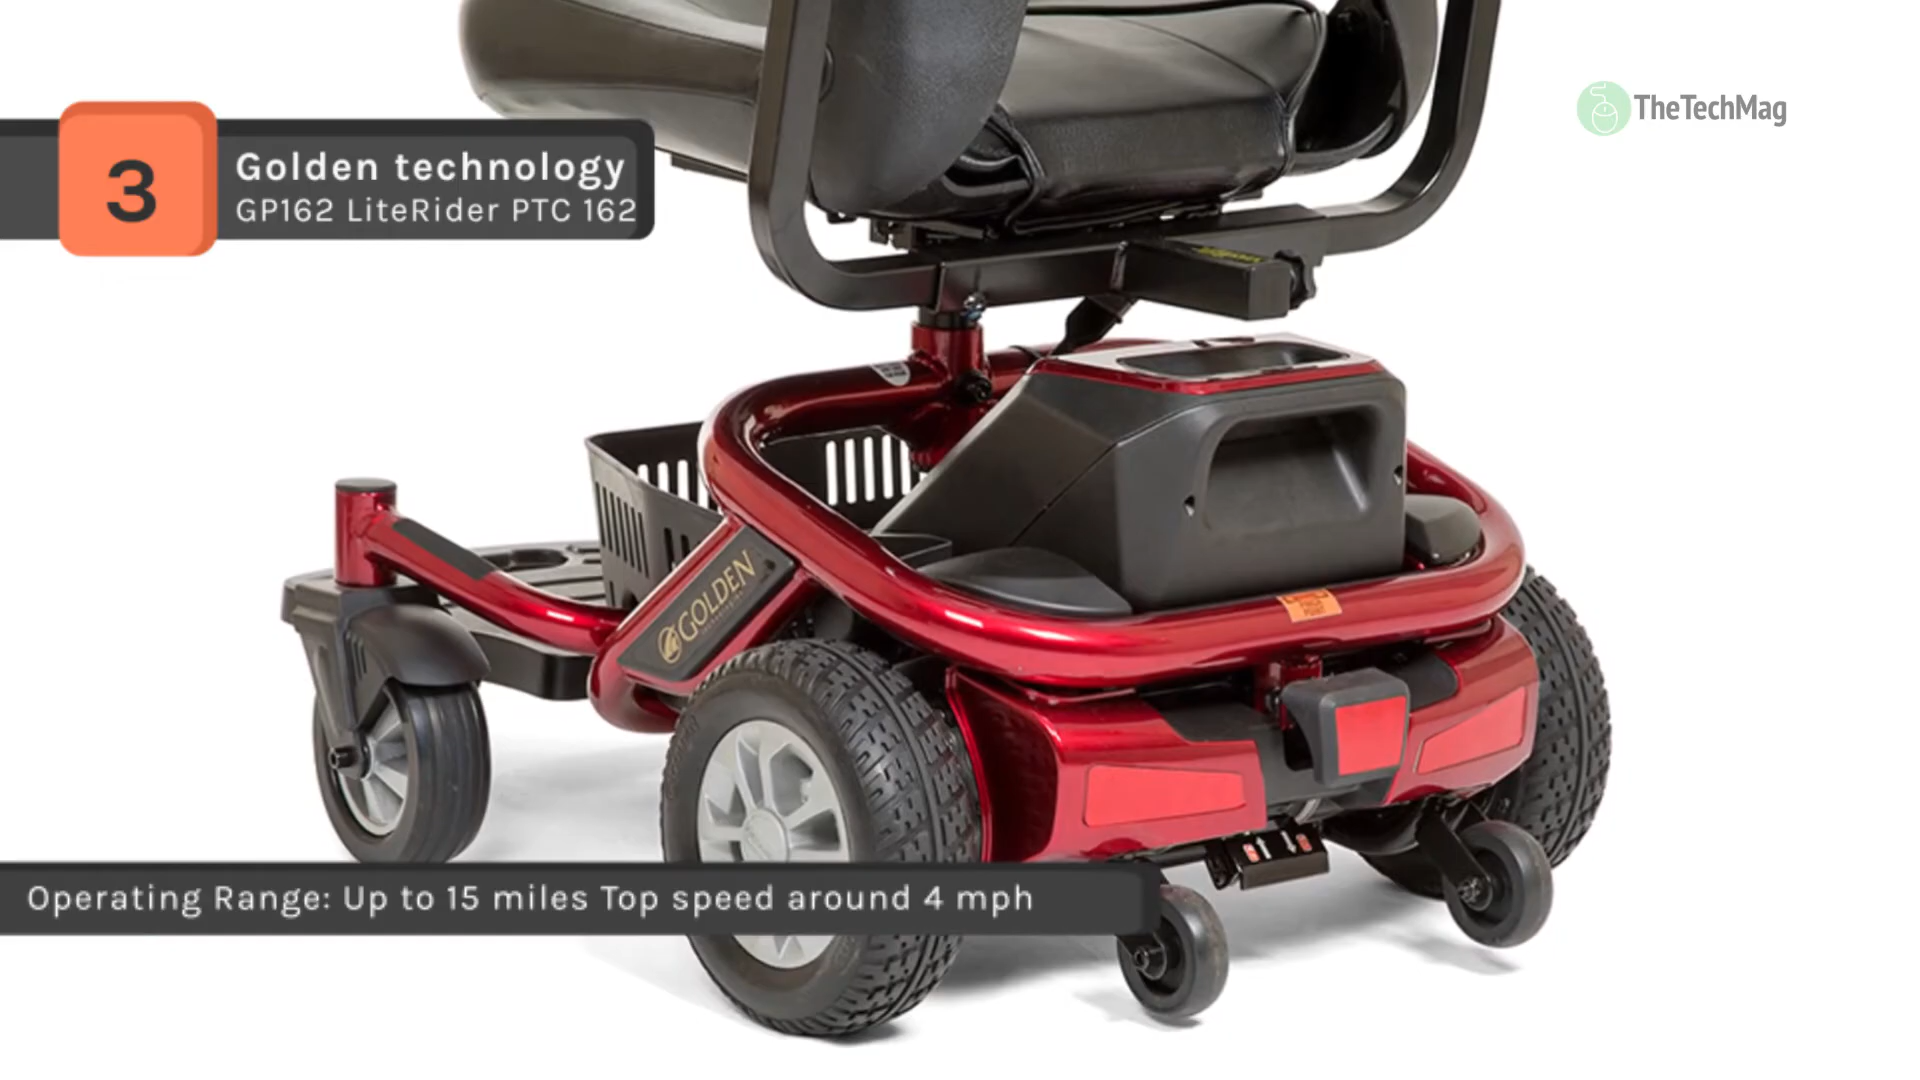 3
Golden technology
GP162 LiteRider PTC 162
TheTechMag
GOLDEN
Operating Range: Up to 15 miles Top speed around 4 mph